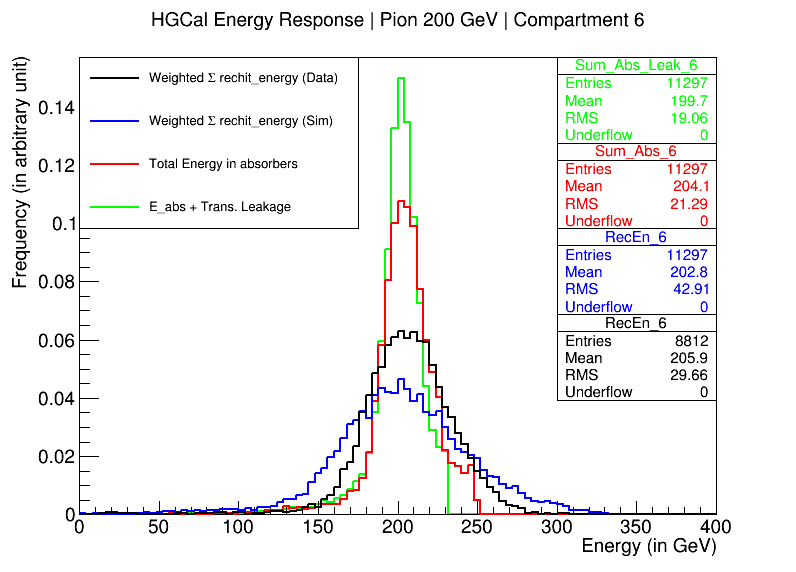 HGCal Energy Response | Pion 200 GeV | Compartment 6
Frequency (in arbitrary unit)
Weighted Σ rechit_energy (Data)
Weighted Σ rechit_energy (Sim)
Total Energy in absorbers
E_abs + Trans. Leakage
Sum_Abs_Leak_6
Entries 11297
Mean 199.7
RMS 19.06
Underflow 0
Sum_Abs_6
Entries 11297
Mean 204.1
RMS 21.29
Underflow 0
RecEn_6
Entries 11297
Mean 202.8
RMS 42.91
Underflow 0
RecEn_6
Entries 8812
Mean 205.9
RMS 29.66
Underflow 0
0.14
0.12
0.1
0.08
0.06
0.04
0.02
0
0 50 100 150 200 250 300 350 400
Energy (in GeV)